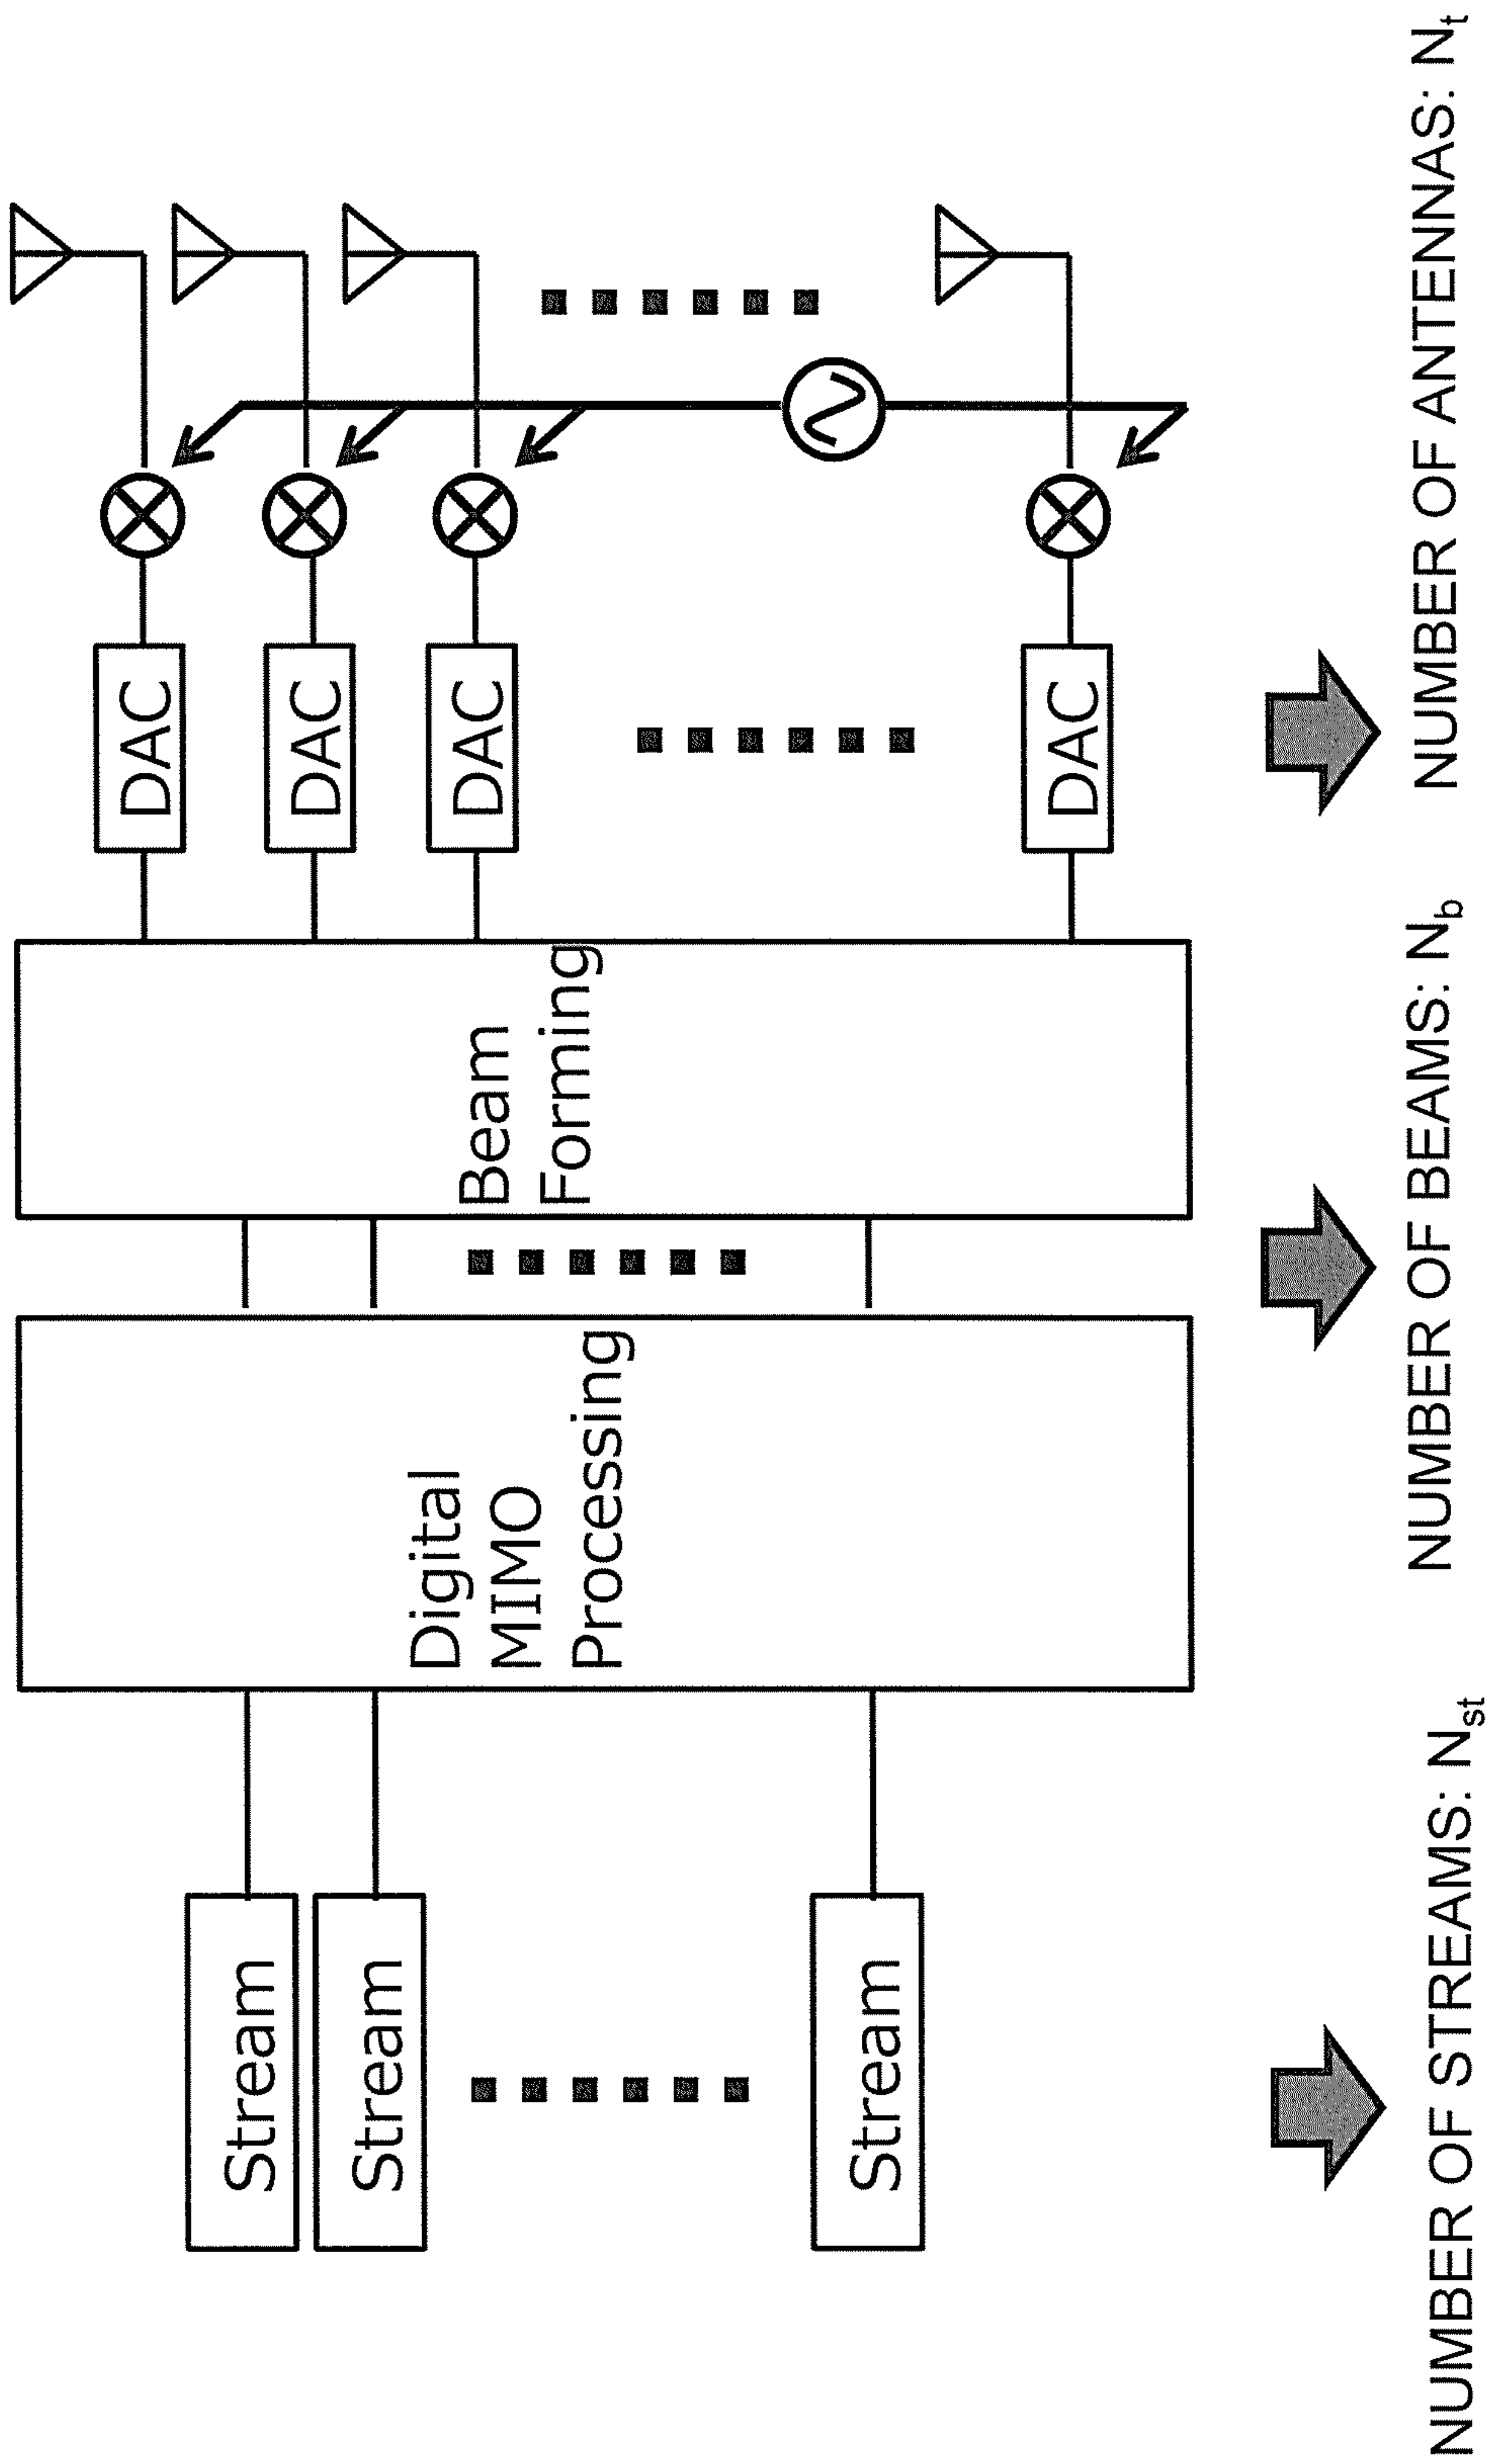 Stream
Stream
Stream
Digital
MIMO
Processing
Beam
Forming
DAC
DAC
DAC
DAC
NUMBER OF STREAMS: Nst
NUMBER OF BEAMS: Nb
NUMBER OF ANTENNAS: Nt